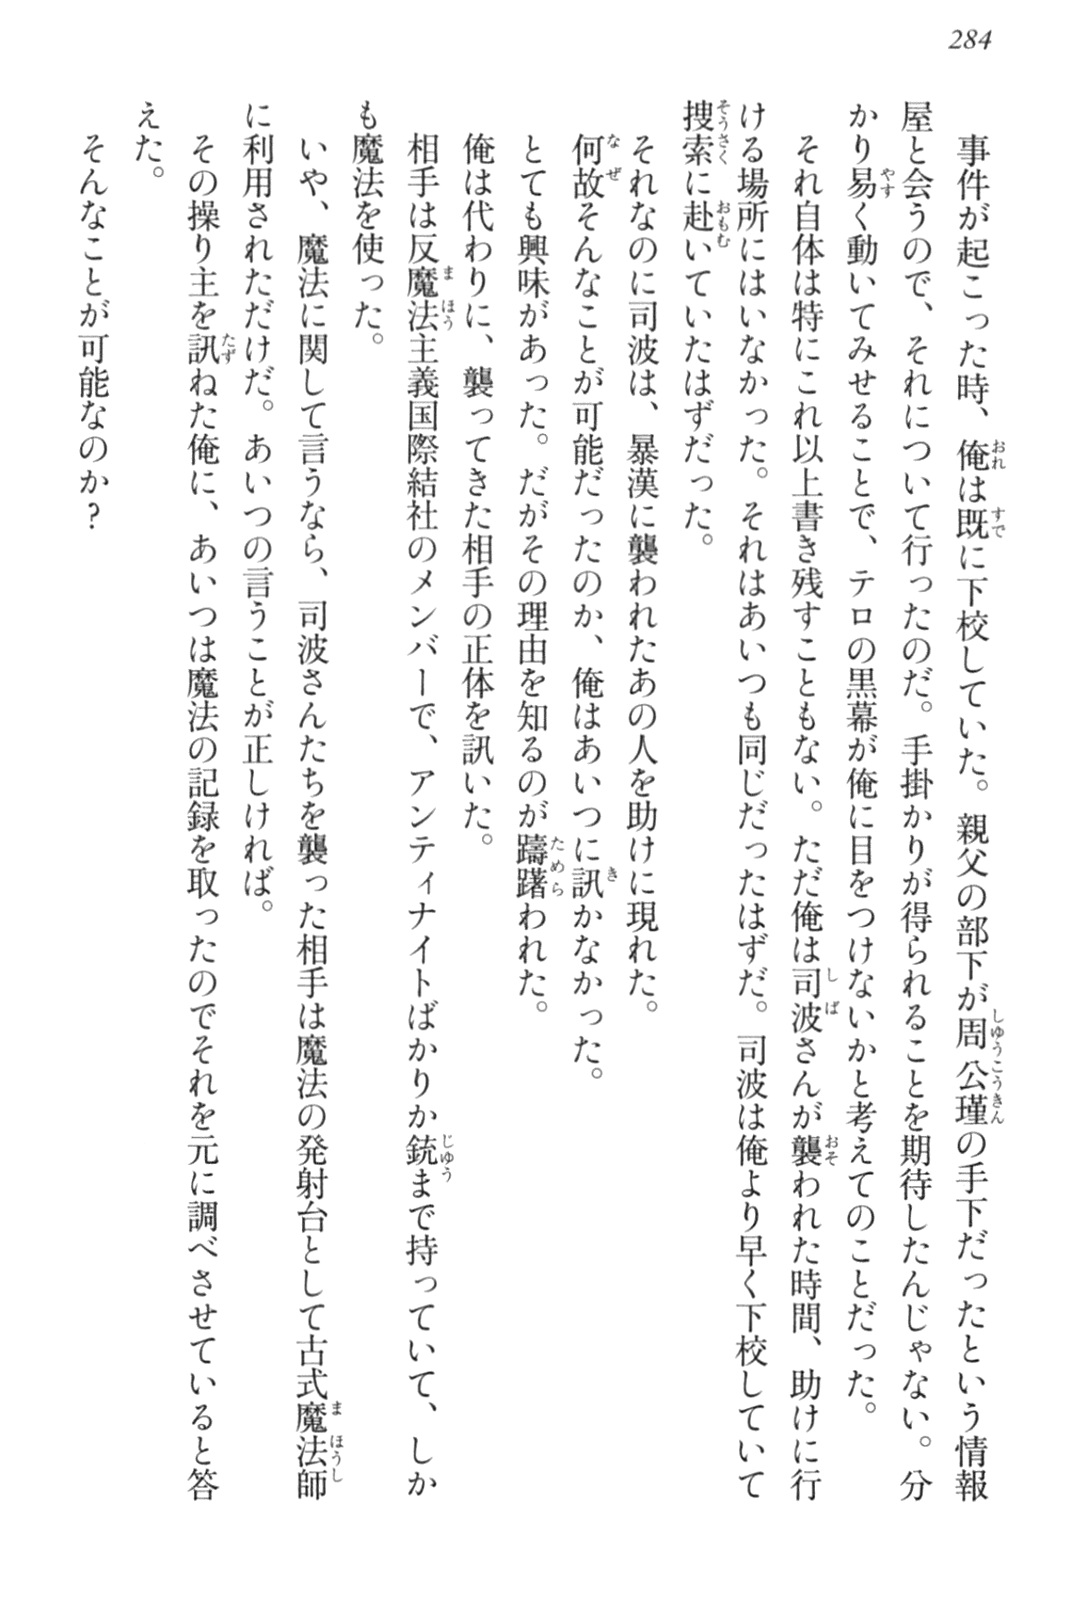 284
事件が起こった時、俺は既に下校していた。親父の部下が周公瑾の手下だったという情報
屋と会うので、それについて行ったのだ。手掛かりが得られることを期待したんじゃない。分
かり易く動いてみせることで、テロの黒幕が俺に目をつけないかと考えてのことだった。
それ自体は特にこれ以上書き残すこともない。ただ俺は司波さんが襲われた時間、助けに行
ける場所にはいなかった。それはあいつも同じだったはずだ。司波は俺より早く下校していて
捜索に赴いていたはずだった。
それなのに司波は、暴漢に襲われたあの人を助けに現れた。
何故そんなことが可能だったのか、俺はあいつに訊かなかった。
とても興味があった。だがその理由を知るのが躊躇われた。
俺は代わりに、襲ってきた相手の正体を訊いた。
相手は反魔法主義国際結社のメンバーで、アンティナイトばかりか銃まで持っていて、しか
も魔法を使った。
いや、魔法に関して言うなら、司波さんたちを襲った相手は魔法の発射台として古式魔法師
に利用されただけだ。あいつの言うことが正しければ。
その操り主を訊ねた俺に、あいつは魔法の記録を取ったのでそれを元に調べさせていると答
えた。
そんなことが可能なのか?